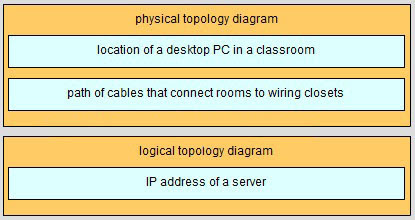 physical topology diagram
location of a desktop PC in a classroom
path of cables that connect rooms to wiring closets
logical topology diagram
IP address of a server